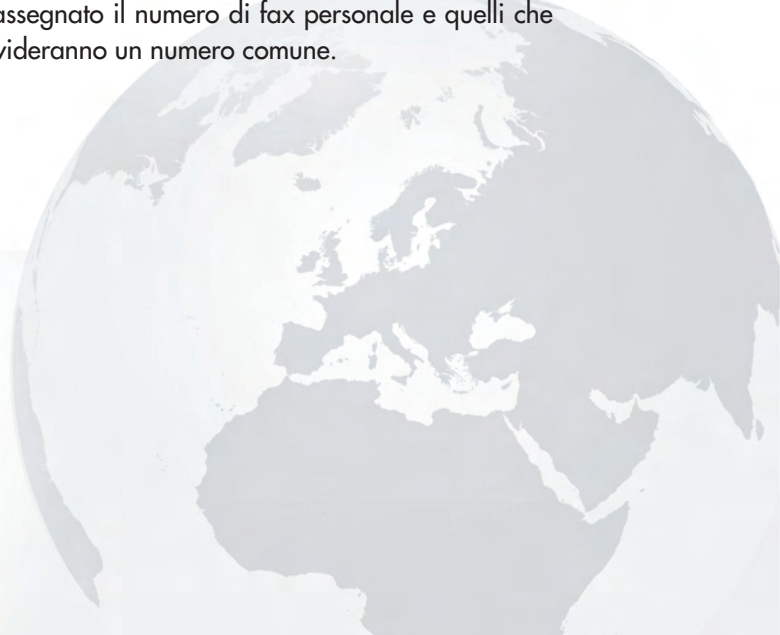 assegnato il numero di fax personale e quelli che
videranno un numero comune.